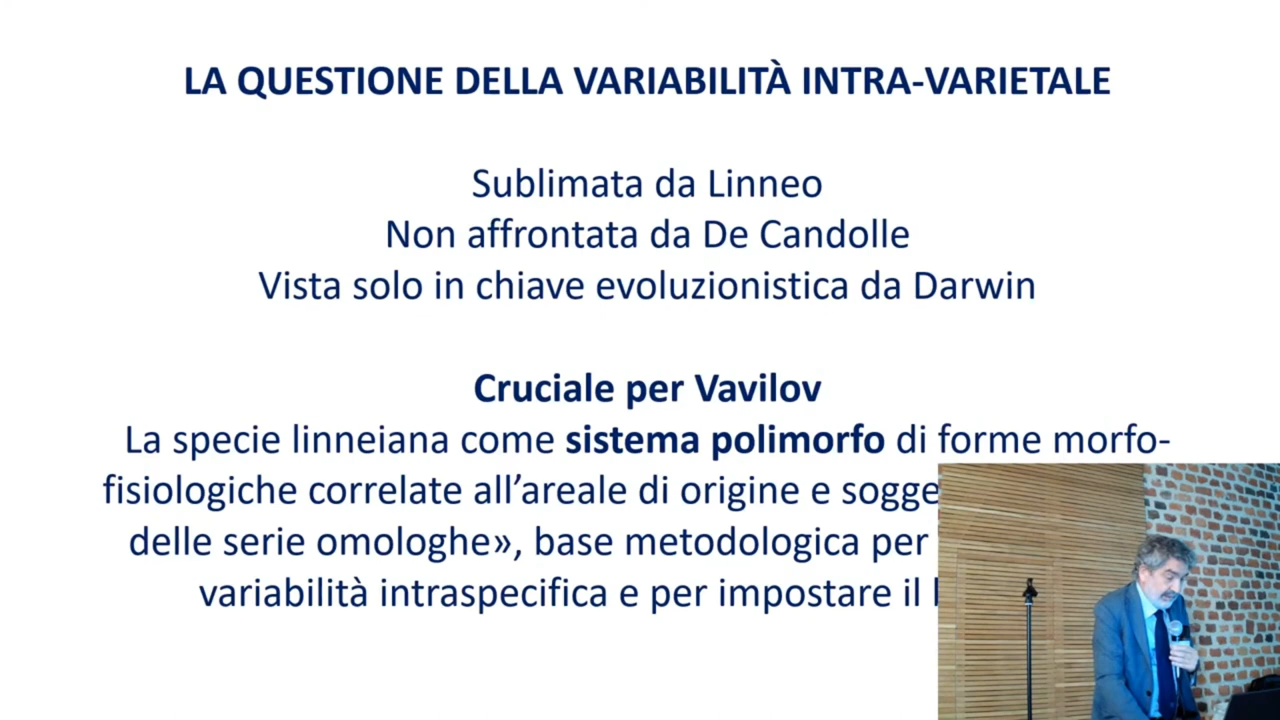 LA QUESTIONE DELLA VARIABILITÀ INTRA-VARIETALE
Sublimata da Linneo
Non affrontata da De Candolle
Vista solo in chiave evoluzionistica da Darwin
Cruciale per Vavilov
La specie linneiana come sistema polimorfo di forme morfo-
fisiologiche correlate all’areale di origine e
delle serie omologhe», base metodologica per
variabilità intraspecifica e per impostare il